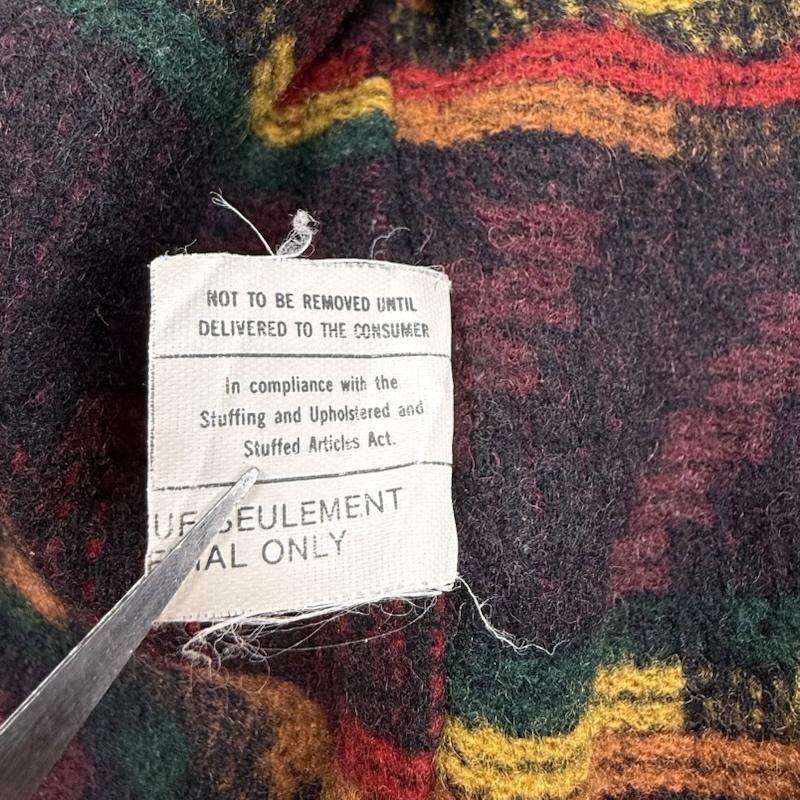 NOT TO BE REMOVED UNTIL
DELIVERED TO THE CONSUMER
In compliance with the
Stuffing and Upholstered and
Stuffed Articles Act.
SEULEMENT
ONLY